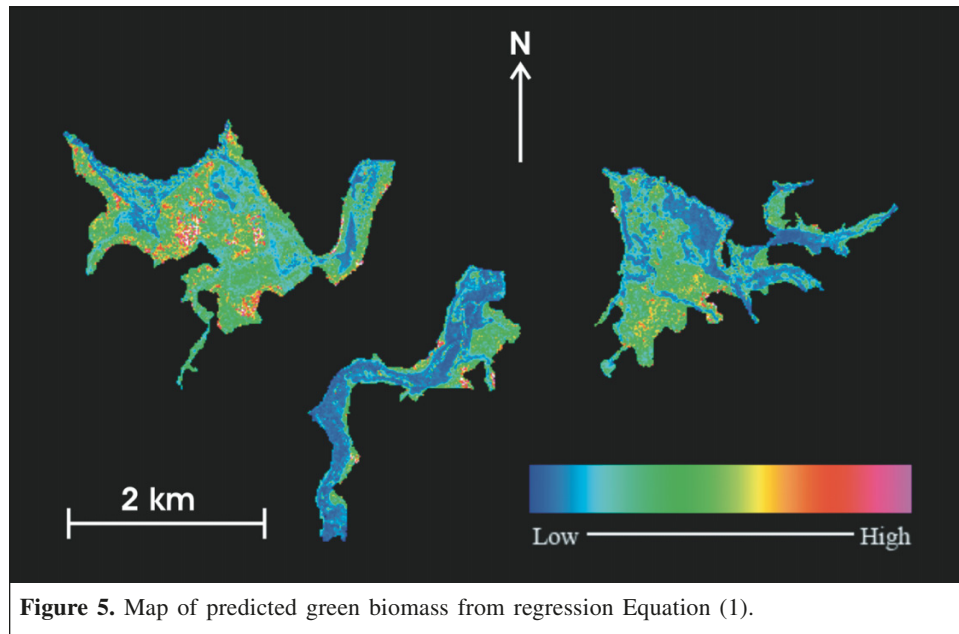 N
2 km
Low
High
Figure 5. Map of predicted green biomass from regression Equation (1).